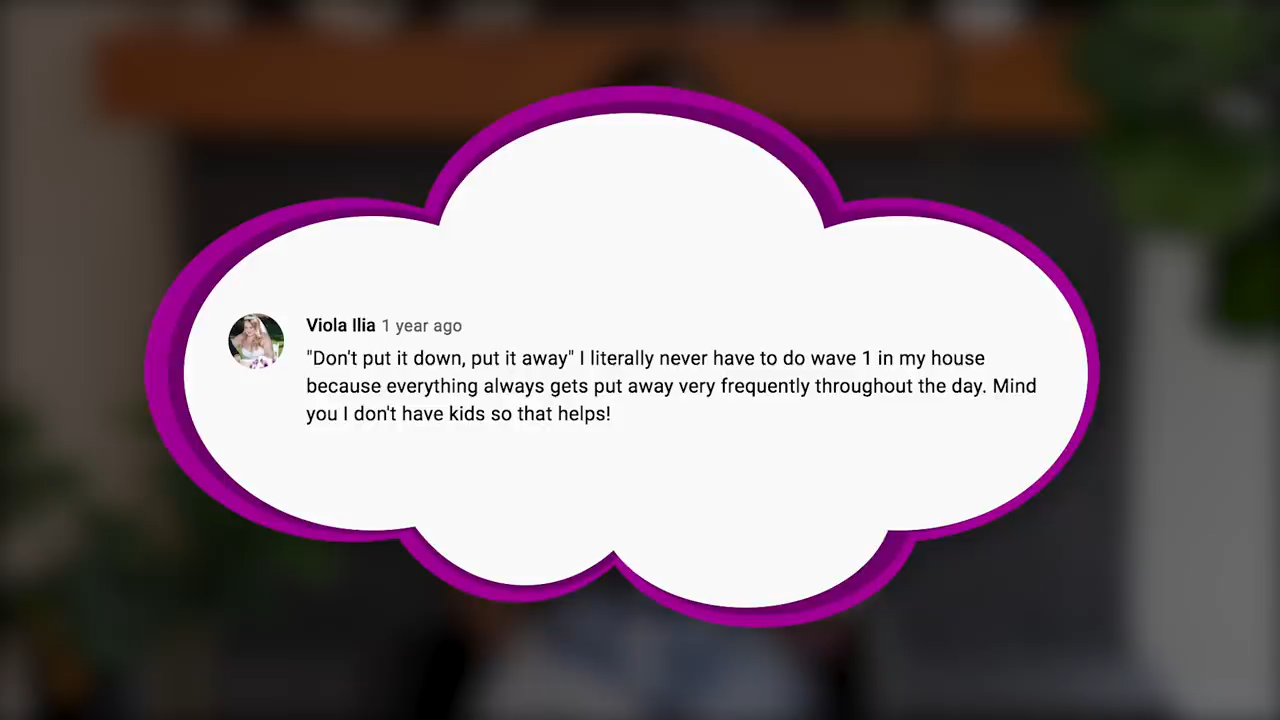 Viola Ilia 1 year ago
"Don't put it down, put it away" I literally never have to do wave 1 in my house
because everything always gets put away very frequently throughout the day. Mind
you I don't have kids so that helps!